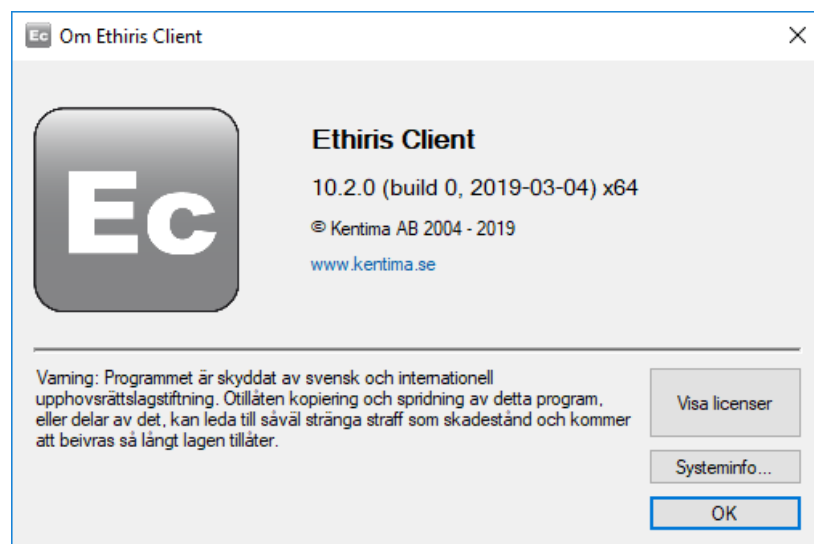 Ec Om Ethiris Client
Ec
Ethiris Client
10.2.0 (build 0, 2019-03-04) x64
© Kentima AB 2004 - 2019
www.kentima.se
Varning: Programmet är skyddat av svensk och internationell
upphovsrättslagstiftning. Otillåten kopiering och spridning av detta program,
eller delar av det, kan leda till såväl stränga straff som skadestånd och kommer
att beivras så långt lagen tillåter.
Visa licenser
Systeminfo...
OK